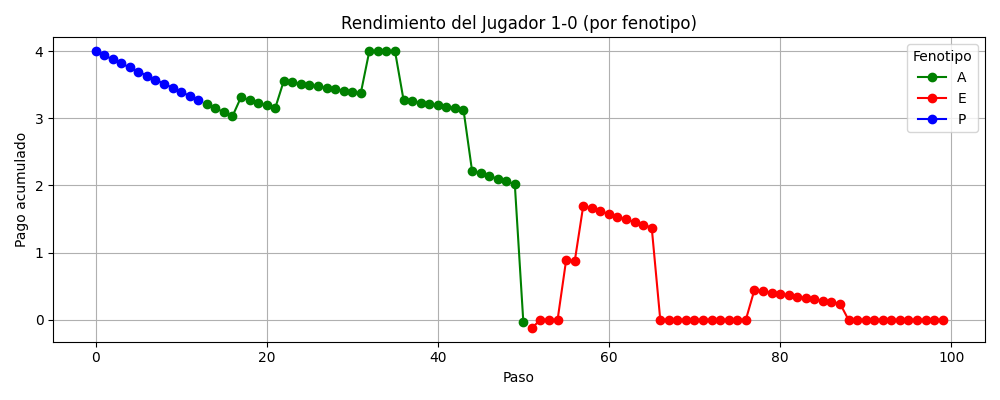 Rendimiento del Jugador 1-0 (por fenotipo)
Pago acumulado
4
3
2
1
0
Fenotipo
A
E
P
0 20 40 60 80 100
Paso